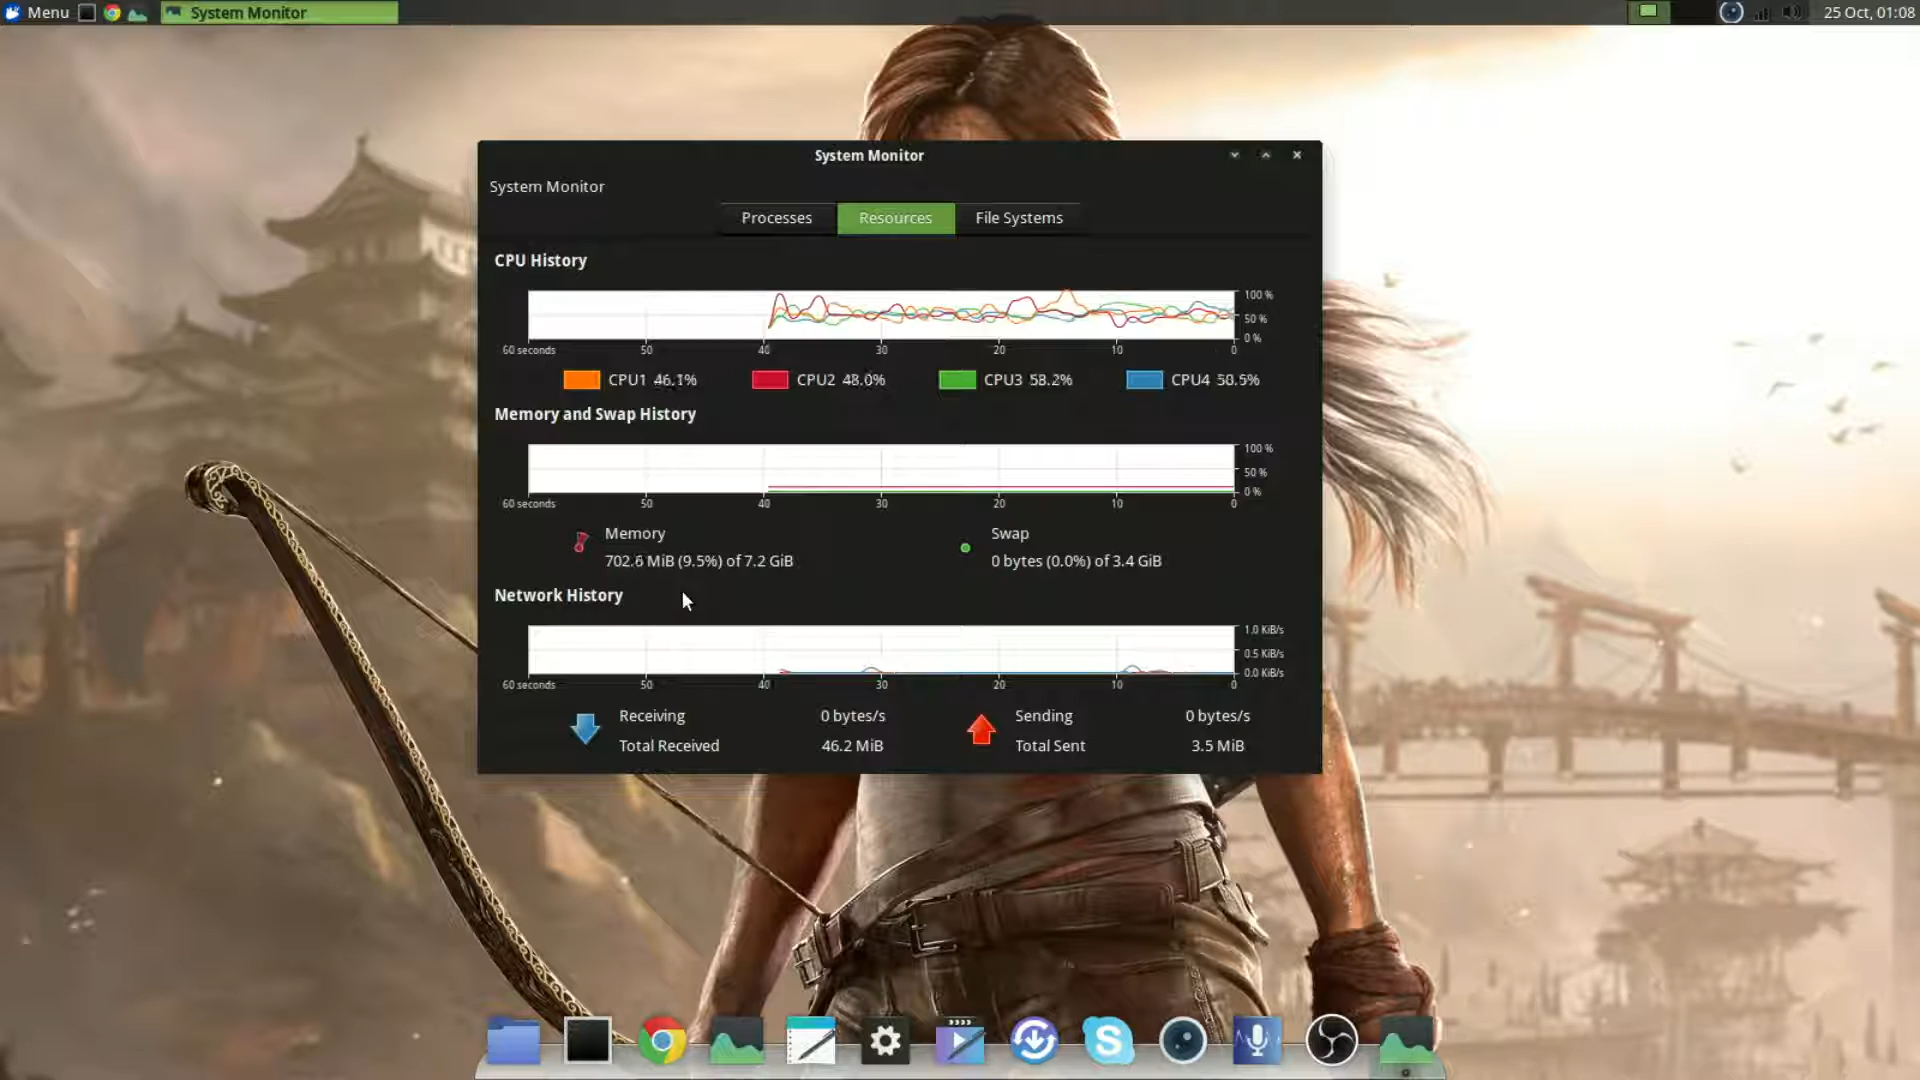 Menu System Monitor 25 Oct, 01:08
System Monitor
System Monitor
Processes Resources File Systems
CPU History
100 %
50 %
0 %
60 seconds 50 40 30 20 10 0
CPU1 46.1% CPU2 48.0% CPU3 58.2% CPU4 50.5%
Memory and Swap History
100 %
50 %
0 %
60 seconds 50 40 30 20 10 0
Memory Swap
702.6 MiB (9.5%) of 7.2 GiB 0 bytes (0.0%) of 3.4 GiB
Network History
1.0 KiB/s
0.5 KiB/s
0.0 KiB/s
60 seconds 50 40 30 20 10 0
Receiving 0 bytes/s Sending 0 bytes/s
Total Received 46.2 MiB Total Sent 3.5 MiB